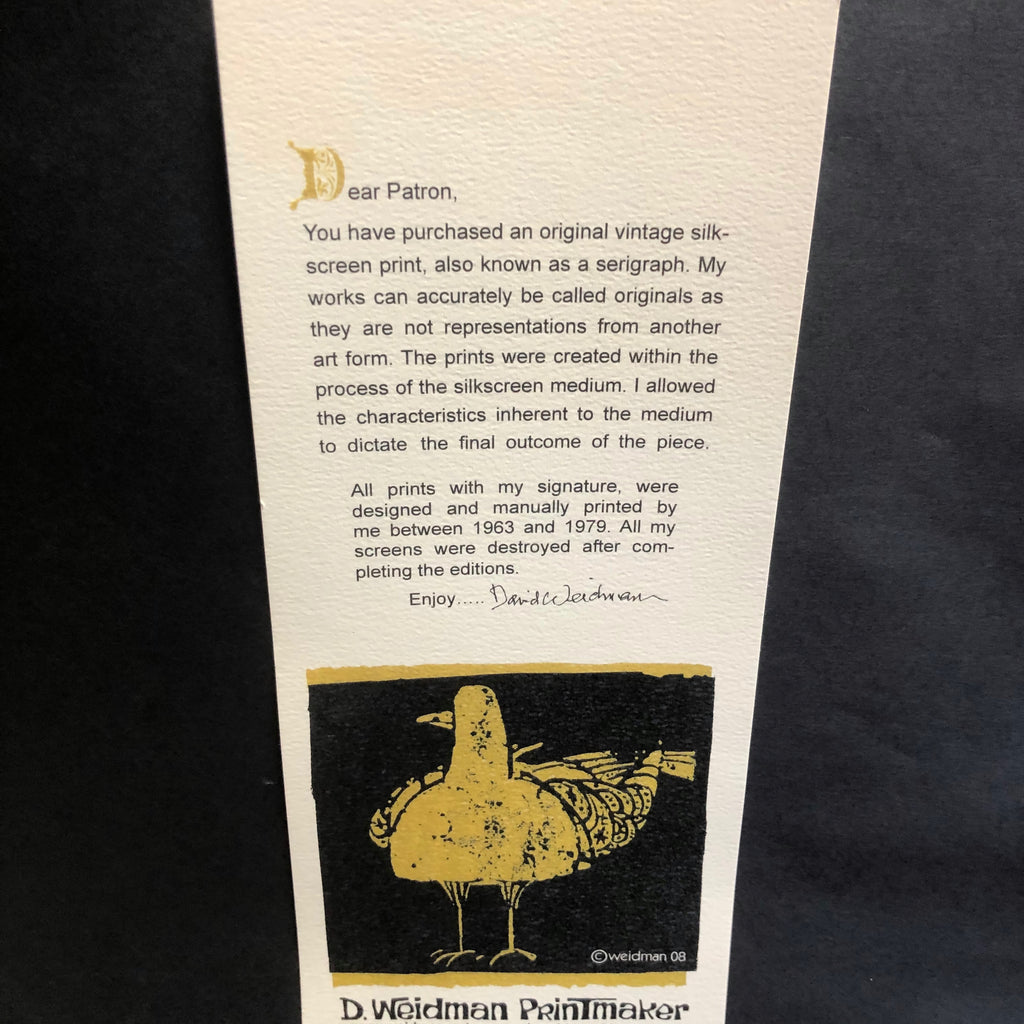 Dear Patron,
You have purchased an original vintage silk-
screen print, also known as a serigraph. My
works can accurately be called originals as
they are not representations from another
art form. The prints were created within the
process of the silkscreen medium. I allowed
the characteristics inherent to the medium
to dictate the final outcome of the piece.
All prints with my signature, were
designed and manually printed by
me between 1963 and 1979. All my
screens were destroyed after com-
pleting the editions.
Enjoy..... David Weidman
©weidman 08
D. Weidman Printmaker